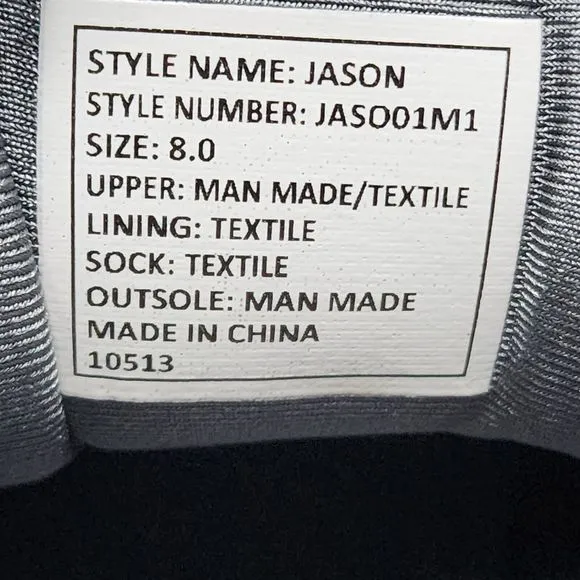 STYLE NAME: JASON
STYLE NUMBER: JASO01M1
SIZE: 8.0
UPPER: MAN MADE/TEXTILE
LINING: TEXTILE
SOCK: TEXTILE
OUTSOLE: MAN MADE
MADE IN CHINA
10513